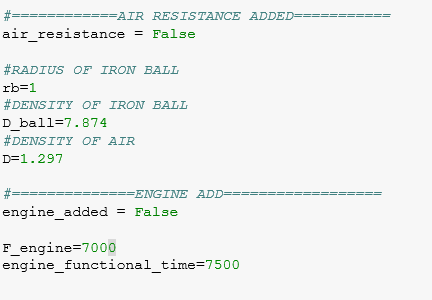 #============AIR RESISTANCE ADDED===========
air_resistance = False
#RADIUS OF IRON BALL
rb=1
#DENSITY OF IRON BALL
D_ball=7.874
#DENSITY OF AIR
D=1.297
#==============ENGINE ADD==================
engine_added = False
F_engine=7000
engine_functional_time=7500